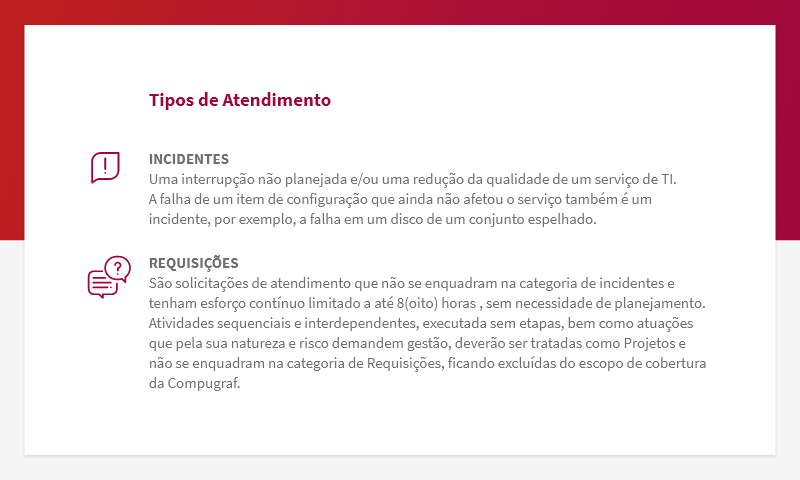 Tipos de Atendimento
INCIDENTES
Uma interrupção não planejada e/ou uma redução da qualidade de um serviço de TI.
A falha de um item de configuração que ainda não afetou o serviço também é um
incidente, por exemplo, a falha em um disco de um conjunto espelhado.
REQUISIÇÕES
São solicitações de atendimento que não se enquadram na categoria de incidentes e
tenham esforço contínuo limitado a até 8(oito) horas , sem necessidade de planejamento.
Atividades sequenciais e interdependentes, executada sem etapas, bem como atuações
que pela sua natureza e risco demandem gestão, deverão ser tratadas como Projetos e
não se enquadram na categoria de Requisições, ficando excluídas do escopo de cobertura
da Compugraf.